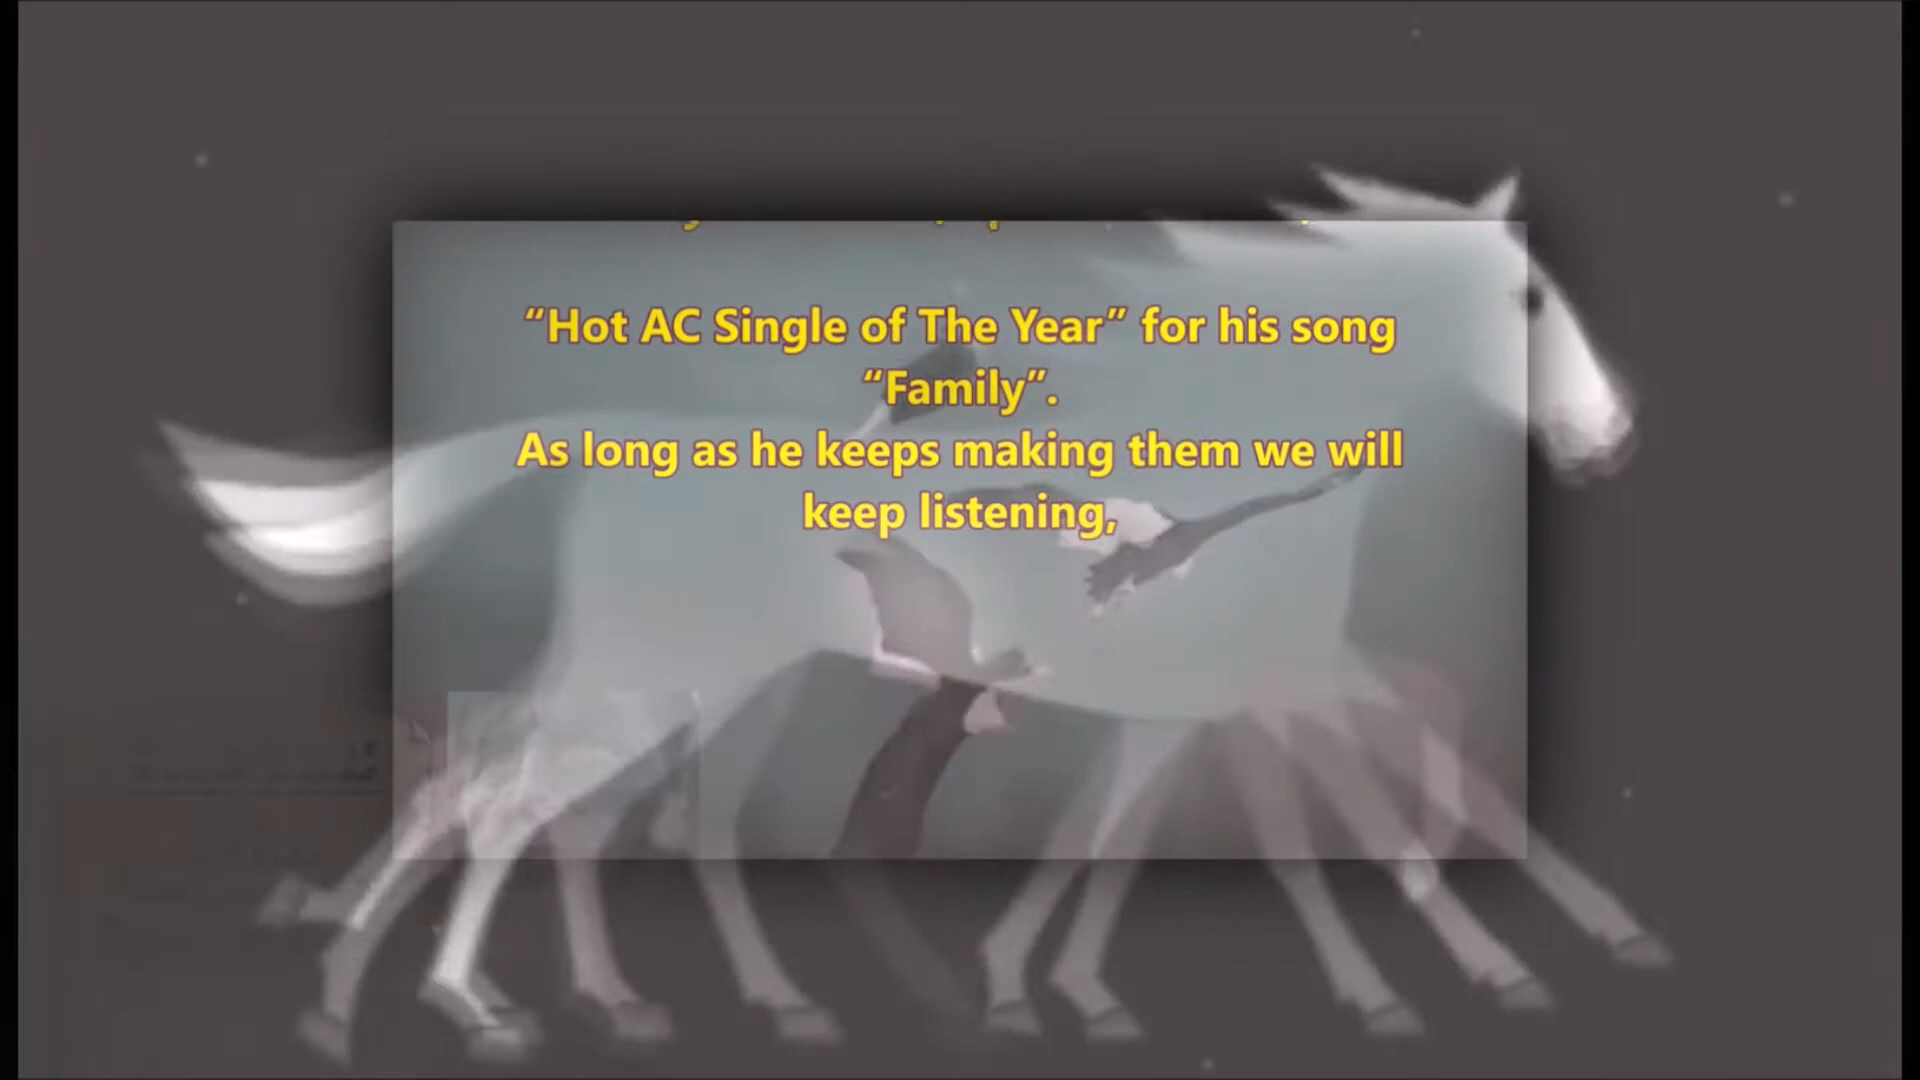 “Hot AC Single of The Year” for his song
“Family”.
As long as he keeps making them we will
keep listening,